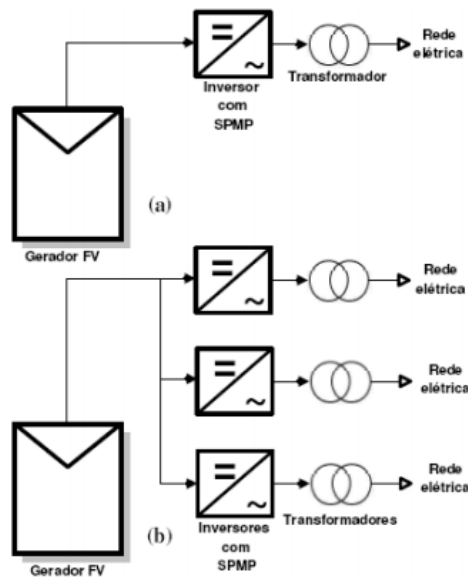 Rede
elétrica
Inversor
com
SPMP
Transformador
(a)
Gerador FV
Rede
elétrica
Rede
elétrica
Rede
elétrica
(b)
Inversores
com
SPMP
Transformadores
Gerador FV